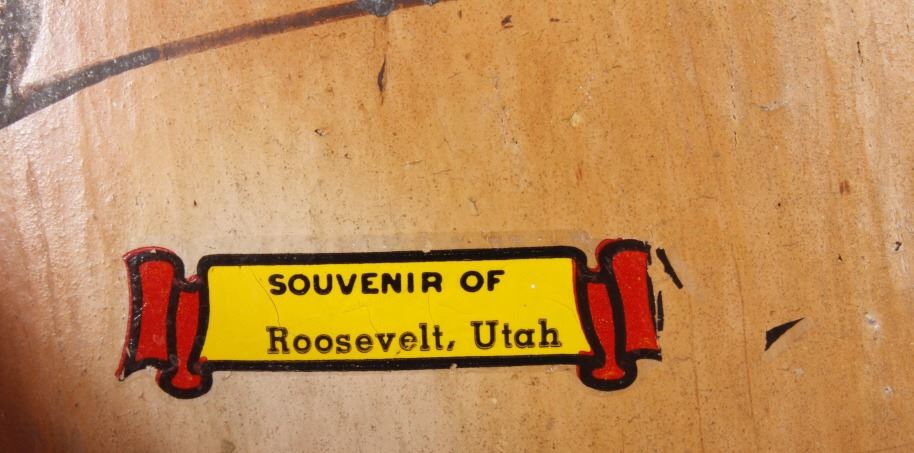 SOUVENIR OF
Roosevelt, Utah